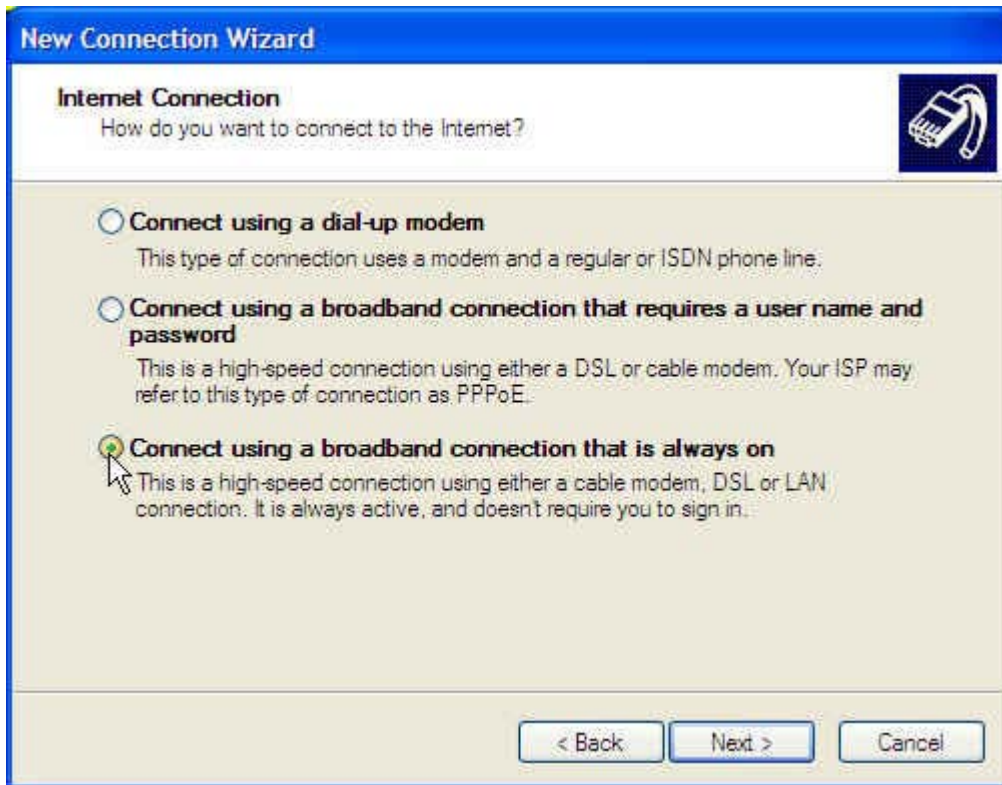 New Connection Wizard
Internet Connection
How do you want to connect to the Internet?
Connect using a dial-up modem
This type of connection uses a modem and a regular or ISDN phone line.
Connect using a broadband connection that requires a user name and
password
This is a high-speed connection using either a DSL or cable modem. Your ISP may
refer to this type of connection as PPPoE.
Connect using a broadband connection that is always on
This is a high-speed connection using either a cable modem, DSL or LAN
connection. It is always active, and doesn't require you to sign in.
< Back Next > Cancel